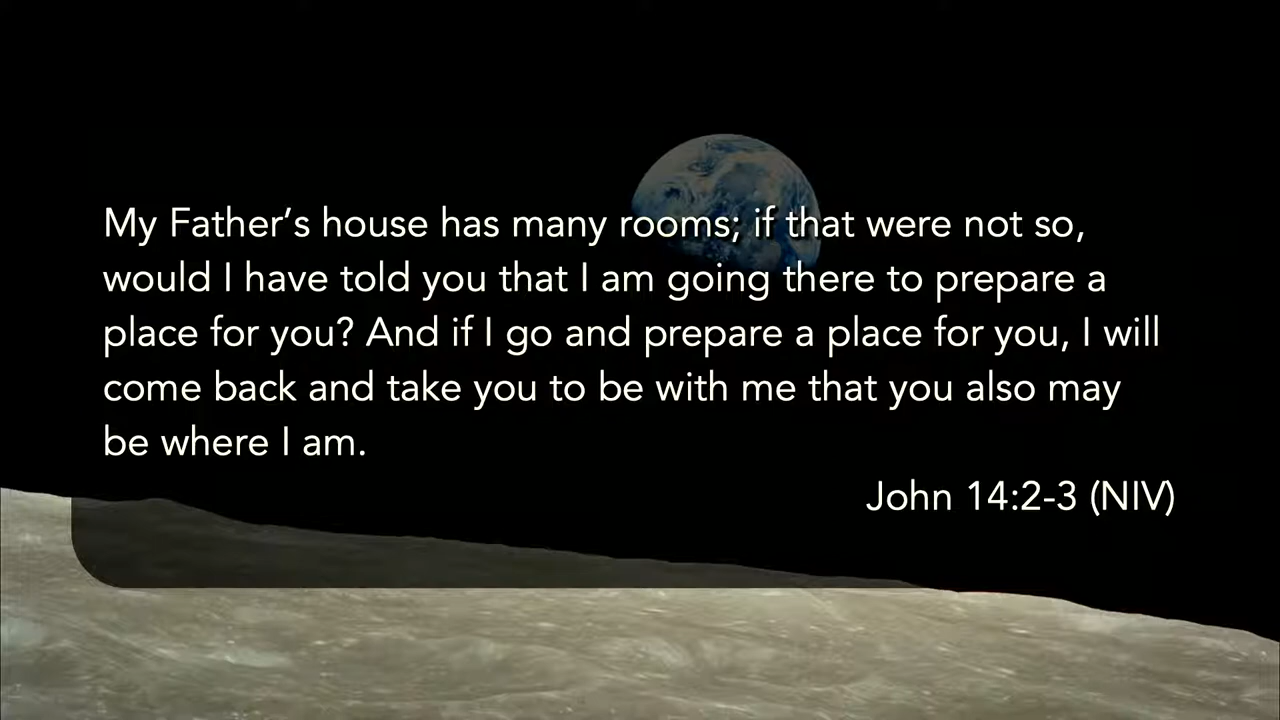 My Father’s house has many rooms; if that were not so,
would I have told you that I am going there to prepare a
place for you? And if I go and prepare a place for you, I will
come back and take you to be with me that you also may
be where I am.
John 14:2-3 (NIV)